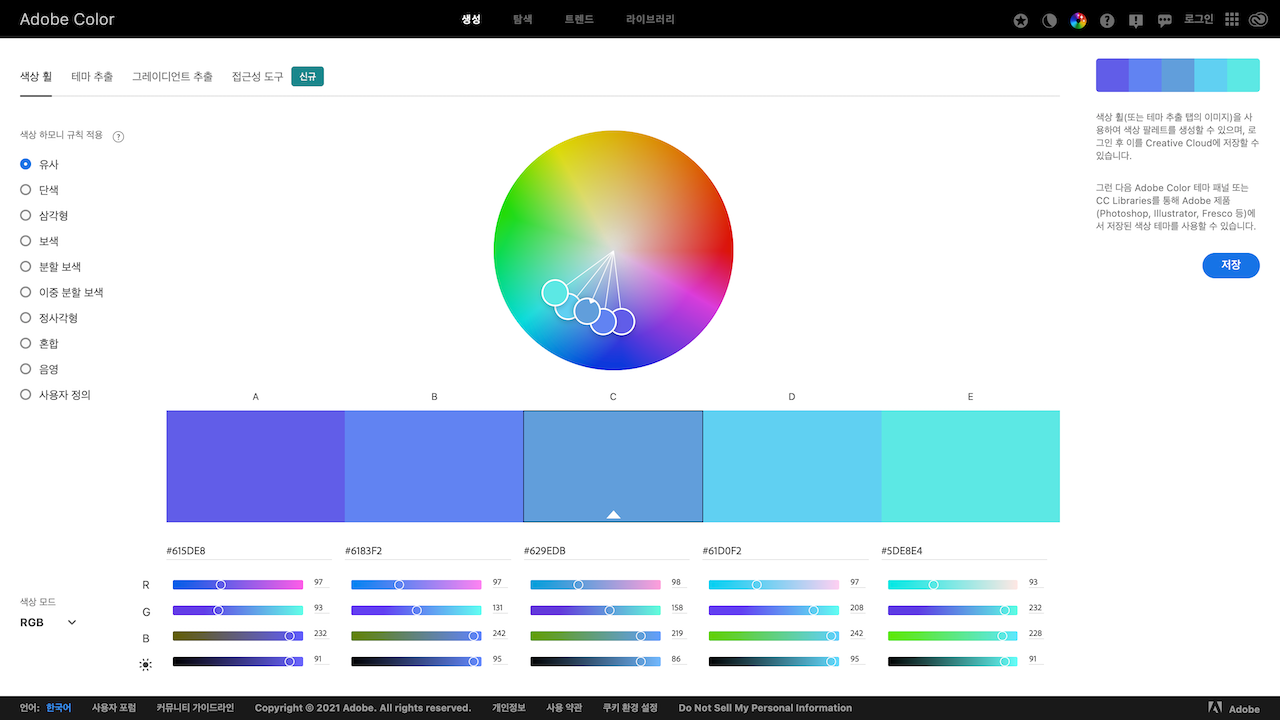 Adobe Color
생성
탐색
트렌드
라이브러리
로그인
색상 휠
테마 추출
그레이디언트 추출
접근성 도구
신규
색상 하모니 규칙 적용
?
유사
단색
삼각형
보색
분할 보색
이중 분할 보색
정사각형
혼합
음영
사용자 정의
색상 휠(또는 테마 추출 탭의 이미지)을 사
용하여 색상 팔레트를 생성할 수 있으며, 로
그인 후 이를 Creative Cloud에 저장할 수
있습니다.
그런 다음 Adobe Color 테마 패널 또는
CC Libraries를 통해 Adobe 제품
(Photoshop, Illustrator, Fresco 등)에
서 저장된 색상 테마를 사용할 수 있습니다.
저장
A B C D E
#615DE8 #6183F2 #629EDB #61D0F2 #5DE8E4
색상 모드
RGB
R 97 97 98 97 93
G 93 131 158 208 232
B 232 242 219 242 228
91 95 86 95 91
언어: 한국어
사용자 포럼
커뮤니티 가이드라인
Copyright © 2021 Adobe. All rights reserved.
개인정보
사용 약관
쿠키 환경 설정
Do Not Sell My Personal Information
Adobe